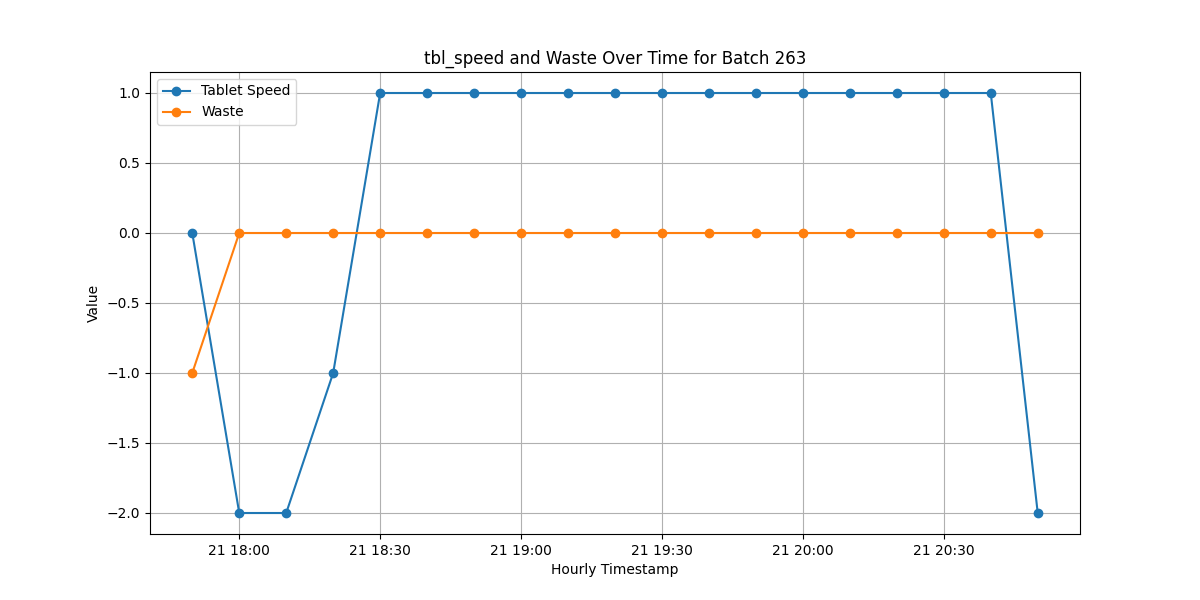 tbl_speed and Waste Over Time for Batch 263
Tablet Speed
Waste
1.0
0.5
0.0
−0.5
−1.0
−1.5
−2.0
Value
21 18:00
21 18:30
21 19:00
21 19:30
21 20:00
21 20:30
Hourly Timestamp